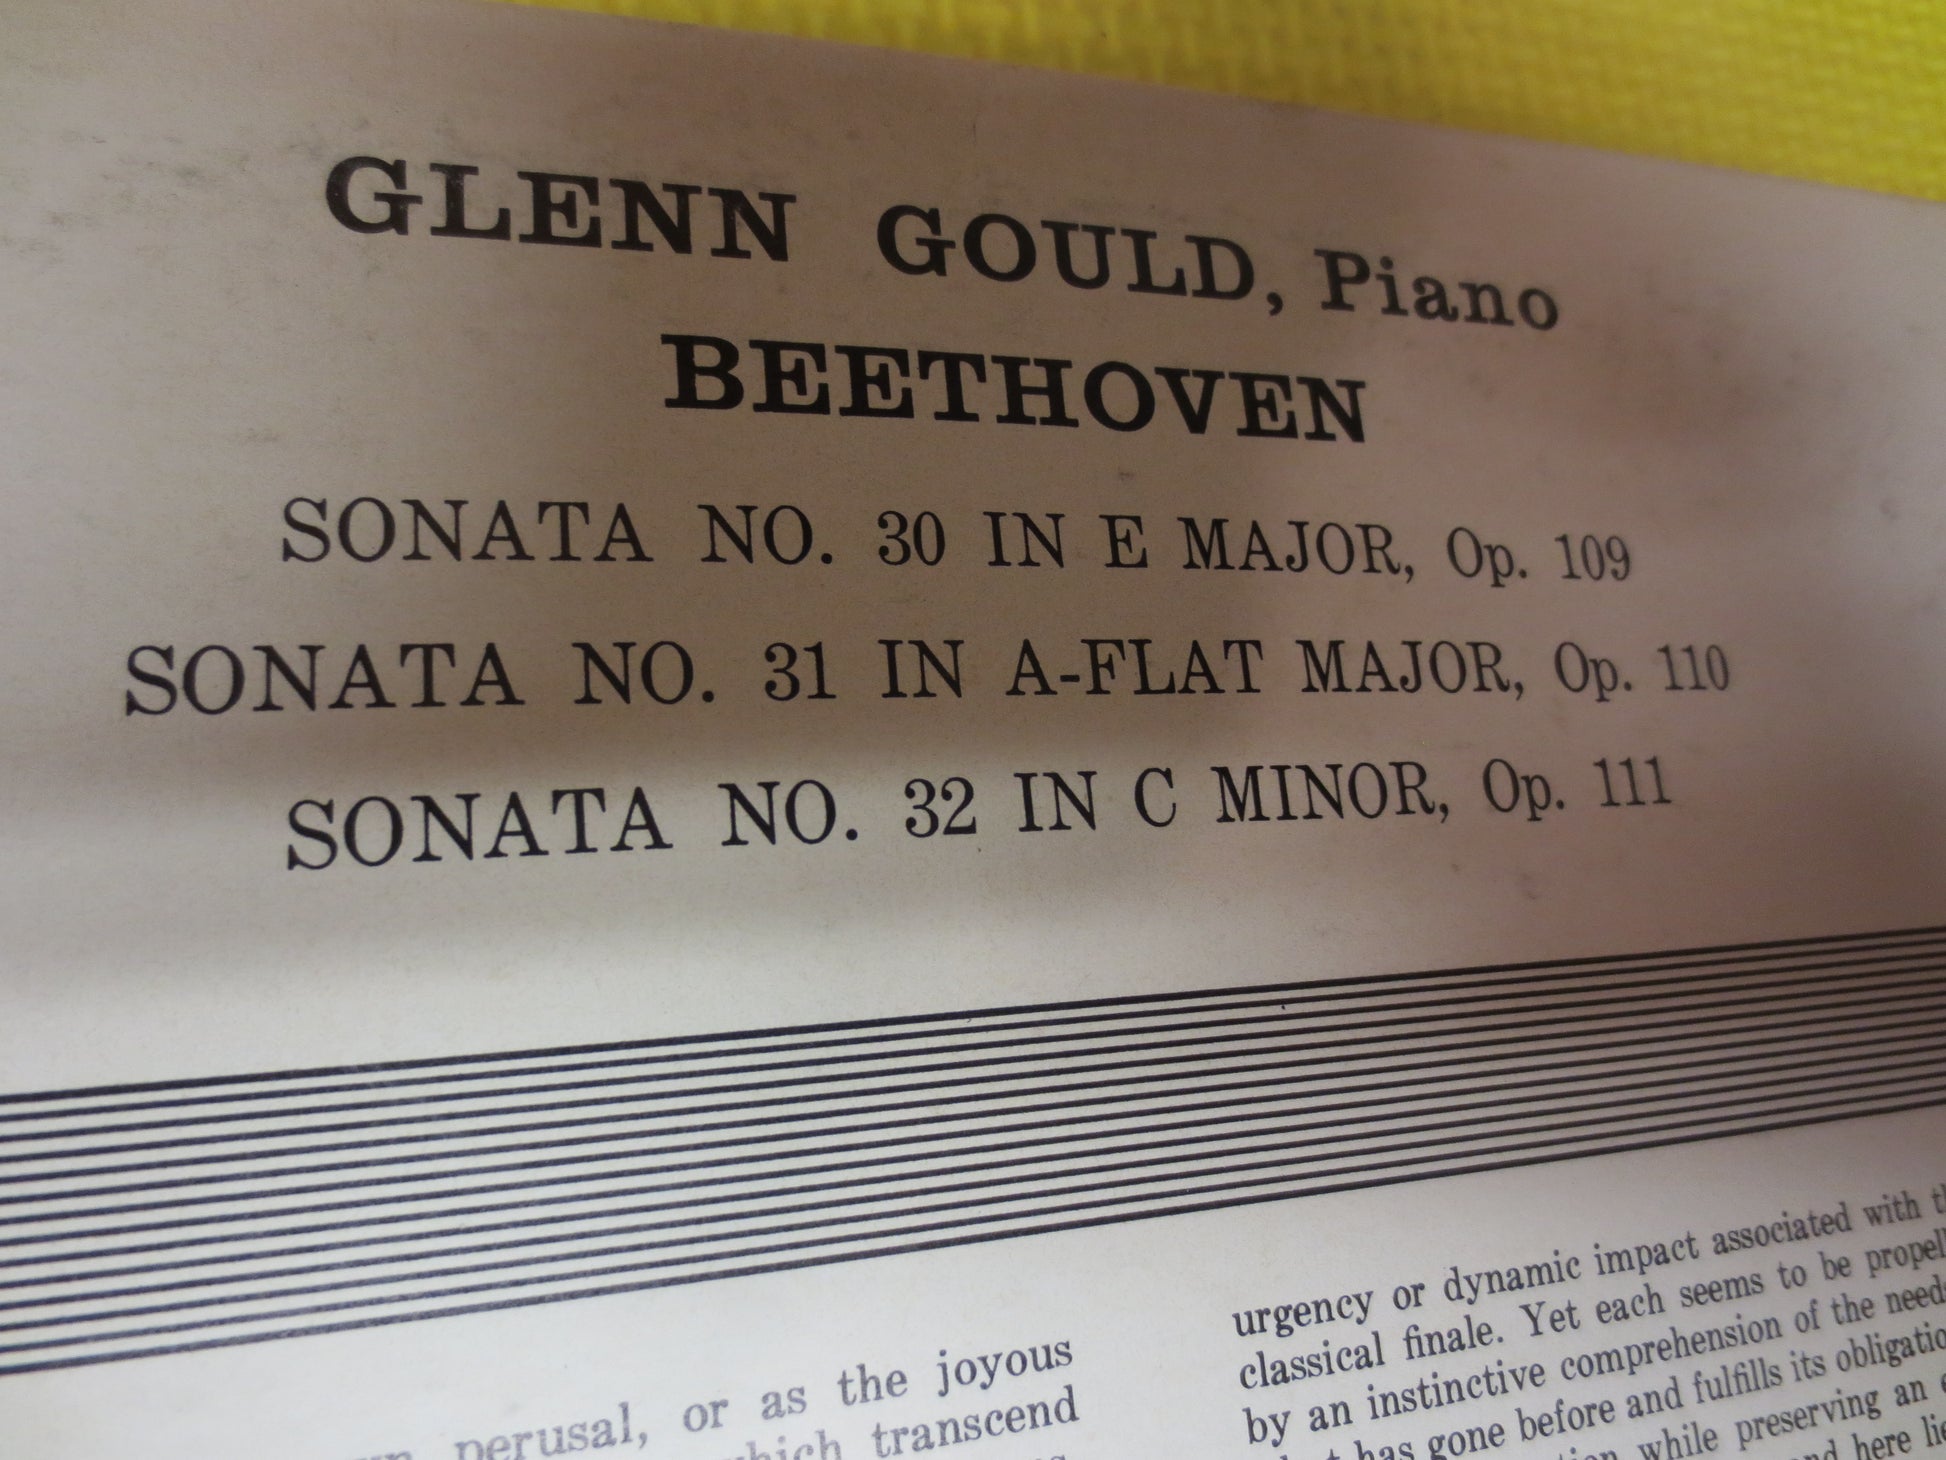 GLENN GOULD, Piano
BEETHOVEN
SONATA NO. 30 IN E MAJOR, Op. 109
SONATA NO. 31 IN A-FLAT MAJOR, Op. 110
SONATA NO. 32 IN C MINOR, Op. 111
perusal, or as the joyous
which transcend
urgency or dynamic impact associated with
classical finale. Yet each seems to be
by an instinctive comprehension of the
has gone before and fulfills its
while preserving an
here